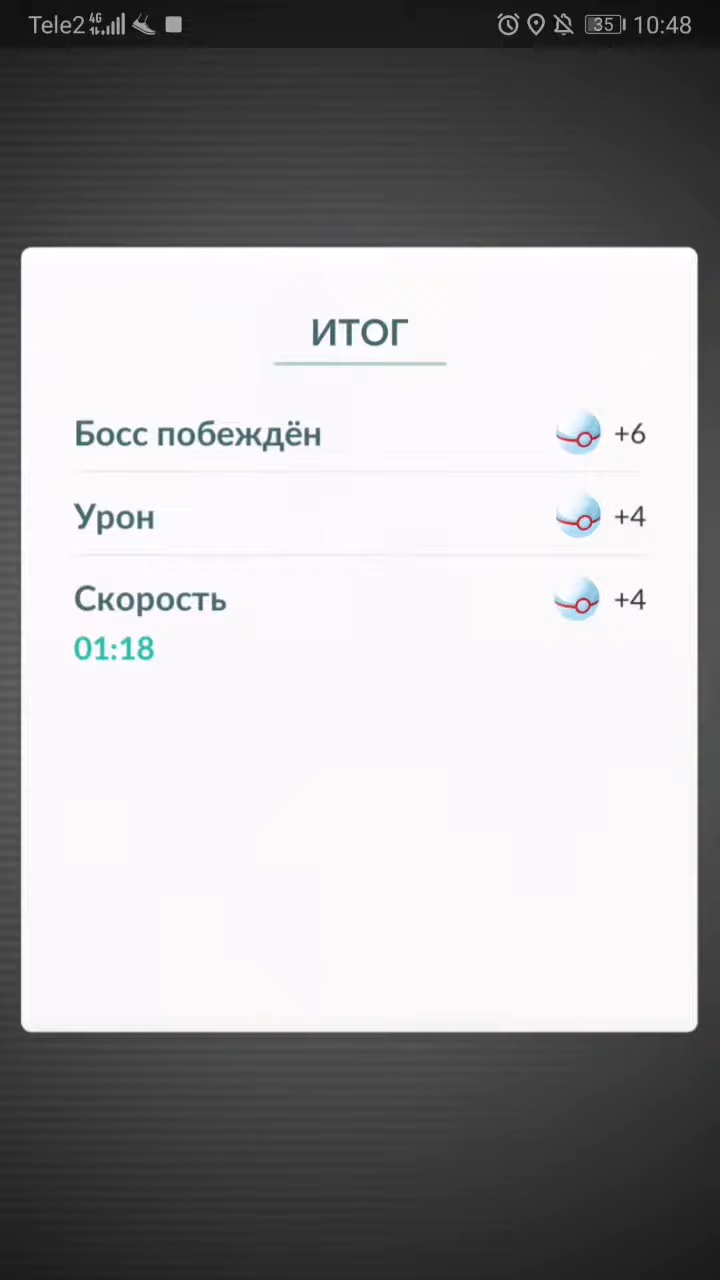 Tele2 4G 35 10:48
ИТОГ
Босс побеждён +6
Урон +4
Скорость +4
01:18